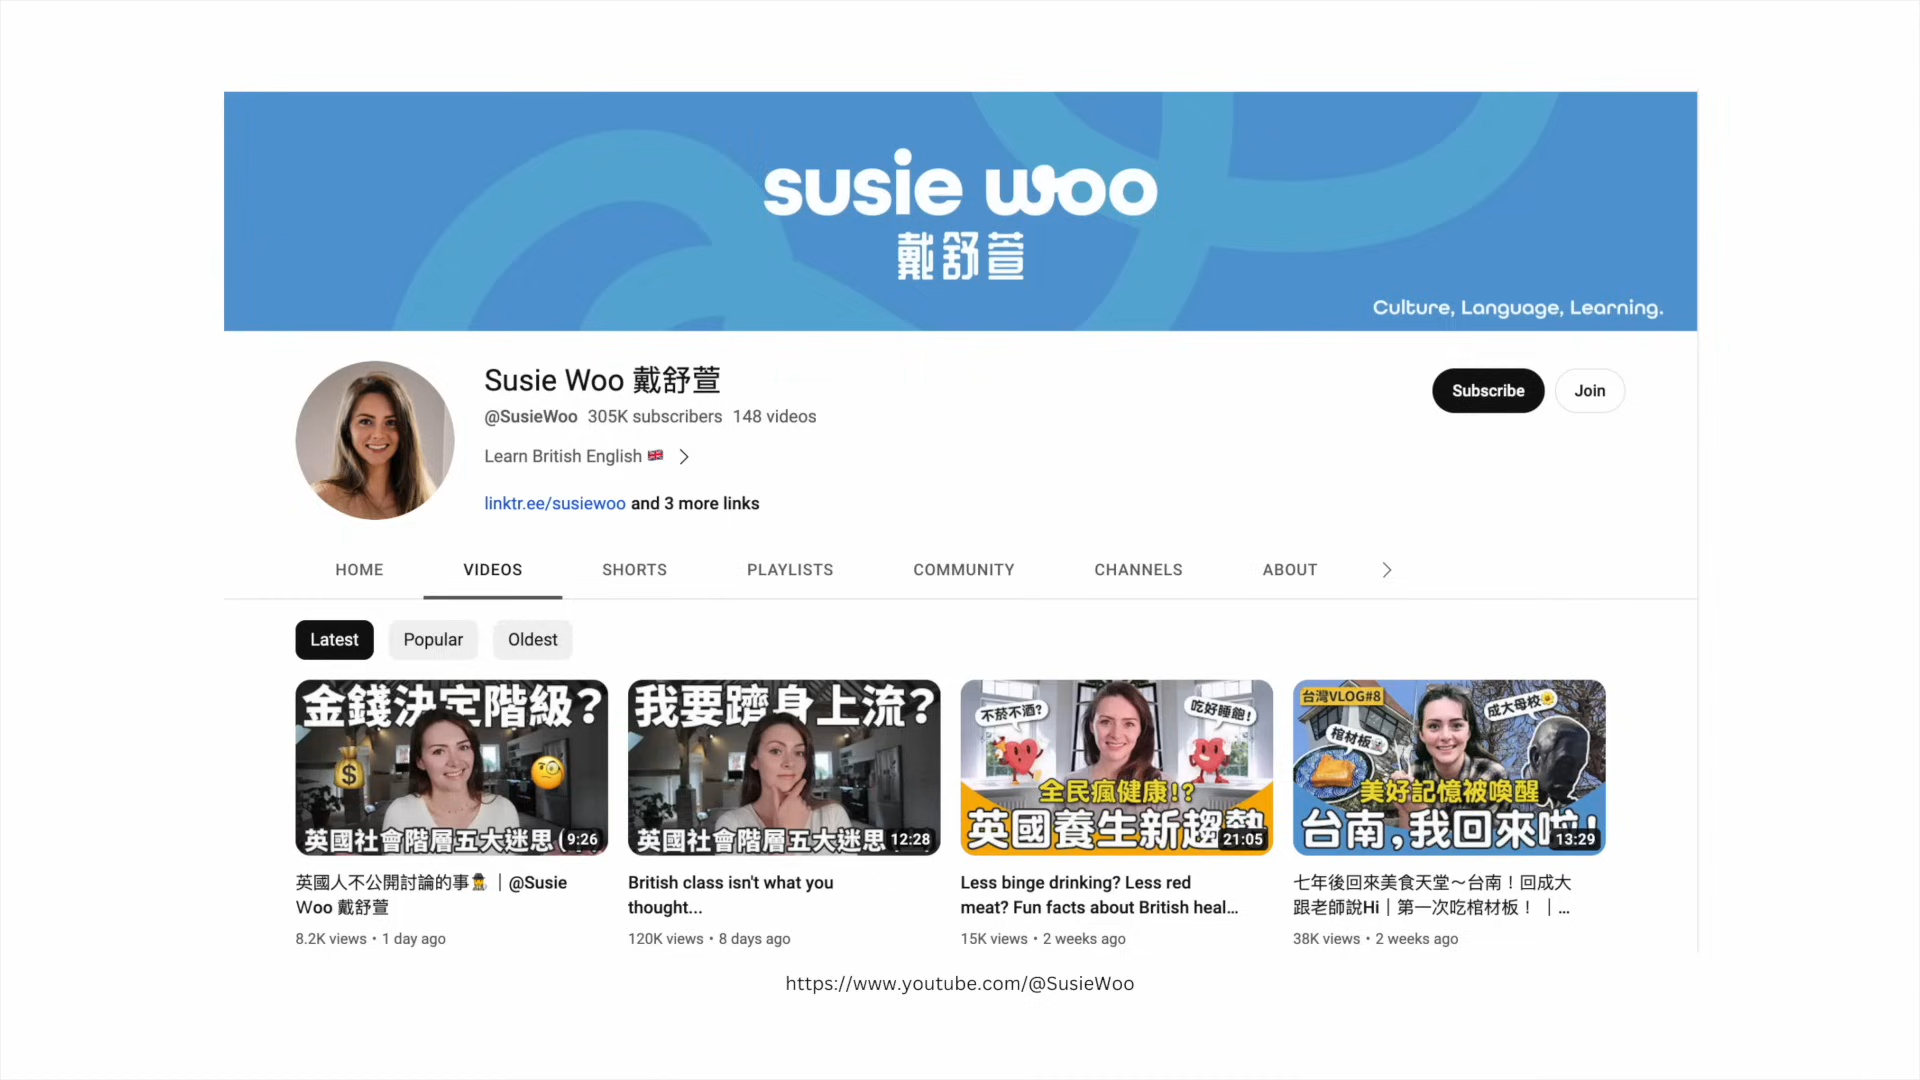 susie woo
戴舒萱
Culture, Language, Learning.
Susie Woo 戴舒萱
@SusieWoo 305K subscribers 148 videos
Learn British English
linktr.ee/susiewoo and 3 more links
Subscribe
Join
HOME VIDEOS SHORTS PLAYLISTS COMMUNITY CHANNELS ABOUT
Latest Popular Oldest
金錢決定階級?
英國社會階層五大迷思
9:26
英國人不公開討論的事｜@Susie
Woo 戴舒萱
8.2K views • 1 day ago
我要躋身上流?
英國社會階層五大迷思
12:28
British class isn't what you
thought...
120K views • 8 days ago
不菸不酒?
吃好睡飽!
全民瘋健康!?
英國養生新趨勢
21:05
Less binge drinking? Less red
meat? Fun facts about British heal...
15K views • 2 weeks ago
台灣VLOG#8
成大母校
棺材板
美好記憶被喚醒
台南,我回來啦!
13:29
七年後回來美食天堂～台南！回成大
跟老師說Hi｜第一次吃棺材板！ ｜...
38K views • 2 weeks ago
https://www.youtube.com/@SusieWoo